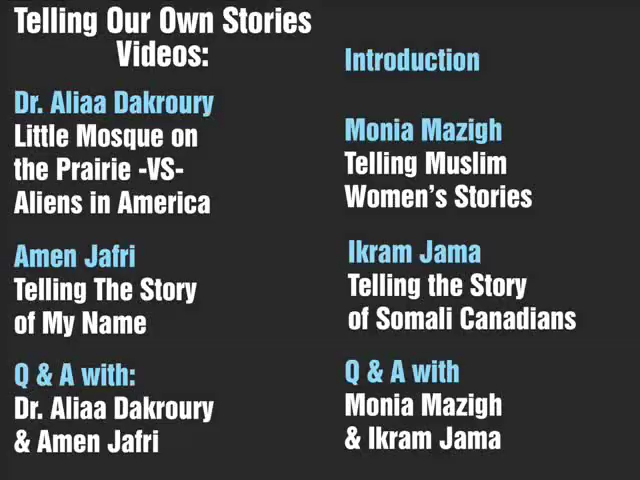 Telling Our Own Stories
Videos:
Dr. Aliaa Dakroury
Little Mosque on
the Prairie -VS-
Aliens in America
Amen Jafri
Telling The Story
of My Name
Q & A with:
Dr. Aliaa Dakroury
& Amen Jafri
Introduction
Monia Mazigh
Telling Muslim
Women's Stories
Ikram Jama
Telling the Story
of Somali Canadians
Q & A with
Monia Mazigh
& Ikram Jama